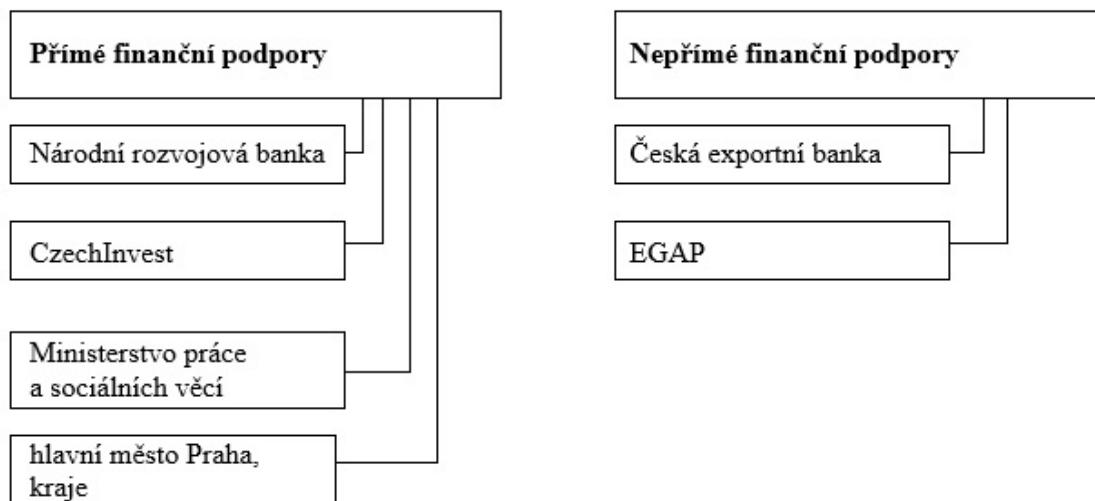 Přímé finanční podpory
Národní rozvojová banka
CzechInvest
Ministerstvo práce
a sociálních věcí
hlavní město Praha,
kraje
Nepřímé finanční podpory
Česká exportní banka
EGAP